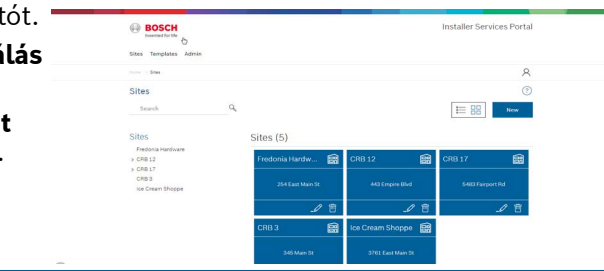 tót.
álás
t
.
BOSCH
Invented for life
Installer Services Portal
Sites Templates Admin
Home Sites
Sites
Search
New
Sites
Fredonia Hardware
> CRB 12
> CRB 17
CRB 3
Ice Cream Shoppe
Sites (5)
Fredonia Hardw... CRB 12 CRB 17
254 East Main St 443 Empire Blvd 5483 Fairport Rd
CRB 3 Ice Cream Shoppe
345 Main St 3761 East Main St